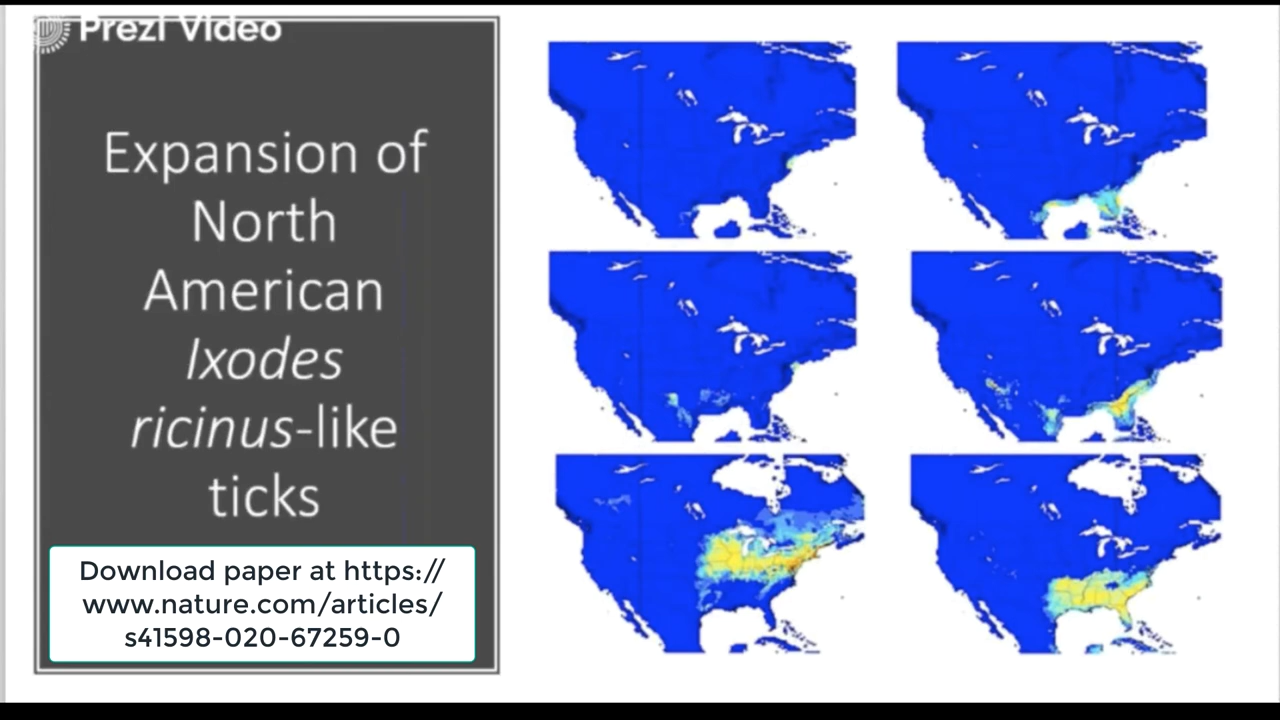 Prezi Video
Expansion of
North
American
Ixodes
ricinus-like
ticks
Download paper at https://
www.nature.com/articles/
s41598-020-67259-0